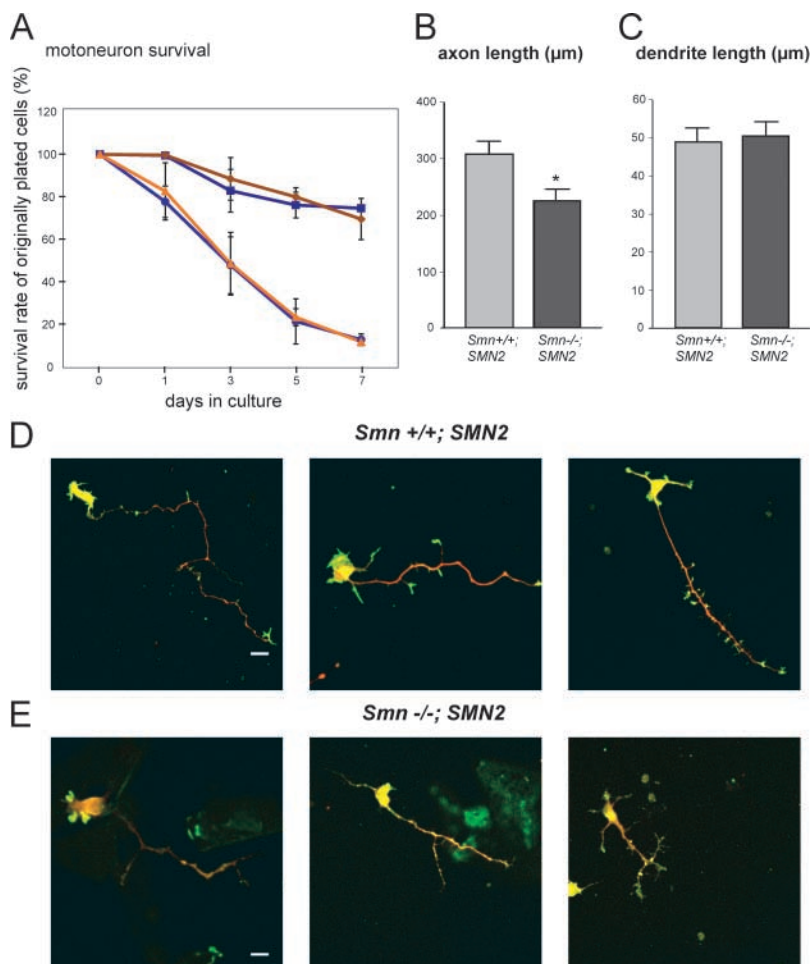 A
motoneuron survival
survival rate of originally plated cells (%)
120
100
80
60
40
20
0
0 1 3 5 7
days in culture
B
axon length (µm)
400
300
200
100
0
*
Smn+/+; Smn-/-;
SMN2 SMN2
C
dendrite length (µm)
60
50
40
30
20
10
0
Smn+/+; Smn-/-;
SMN2 SMN2
D
Smn +/+; SMN2
E
Smn -/-; SMN2